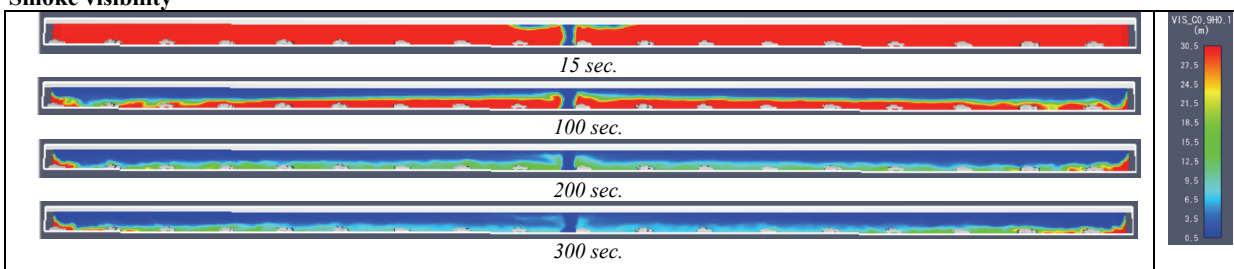 Smoke visibility
VIS_C0.9H0.1
(m)
30.5
27.5
24.5
21.5
18.5
15.5
12.5
9.5
6.5
3.5
0.5
15 sec.
100 sec.
200 sec.
300 sec.